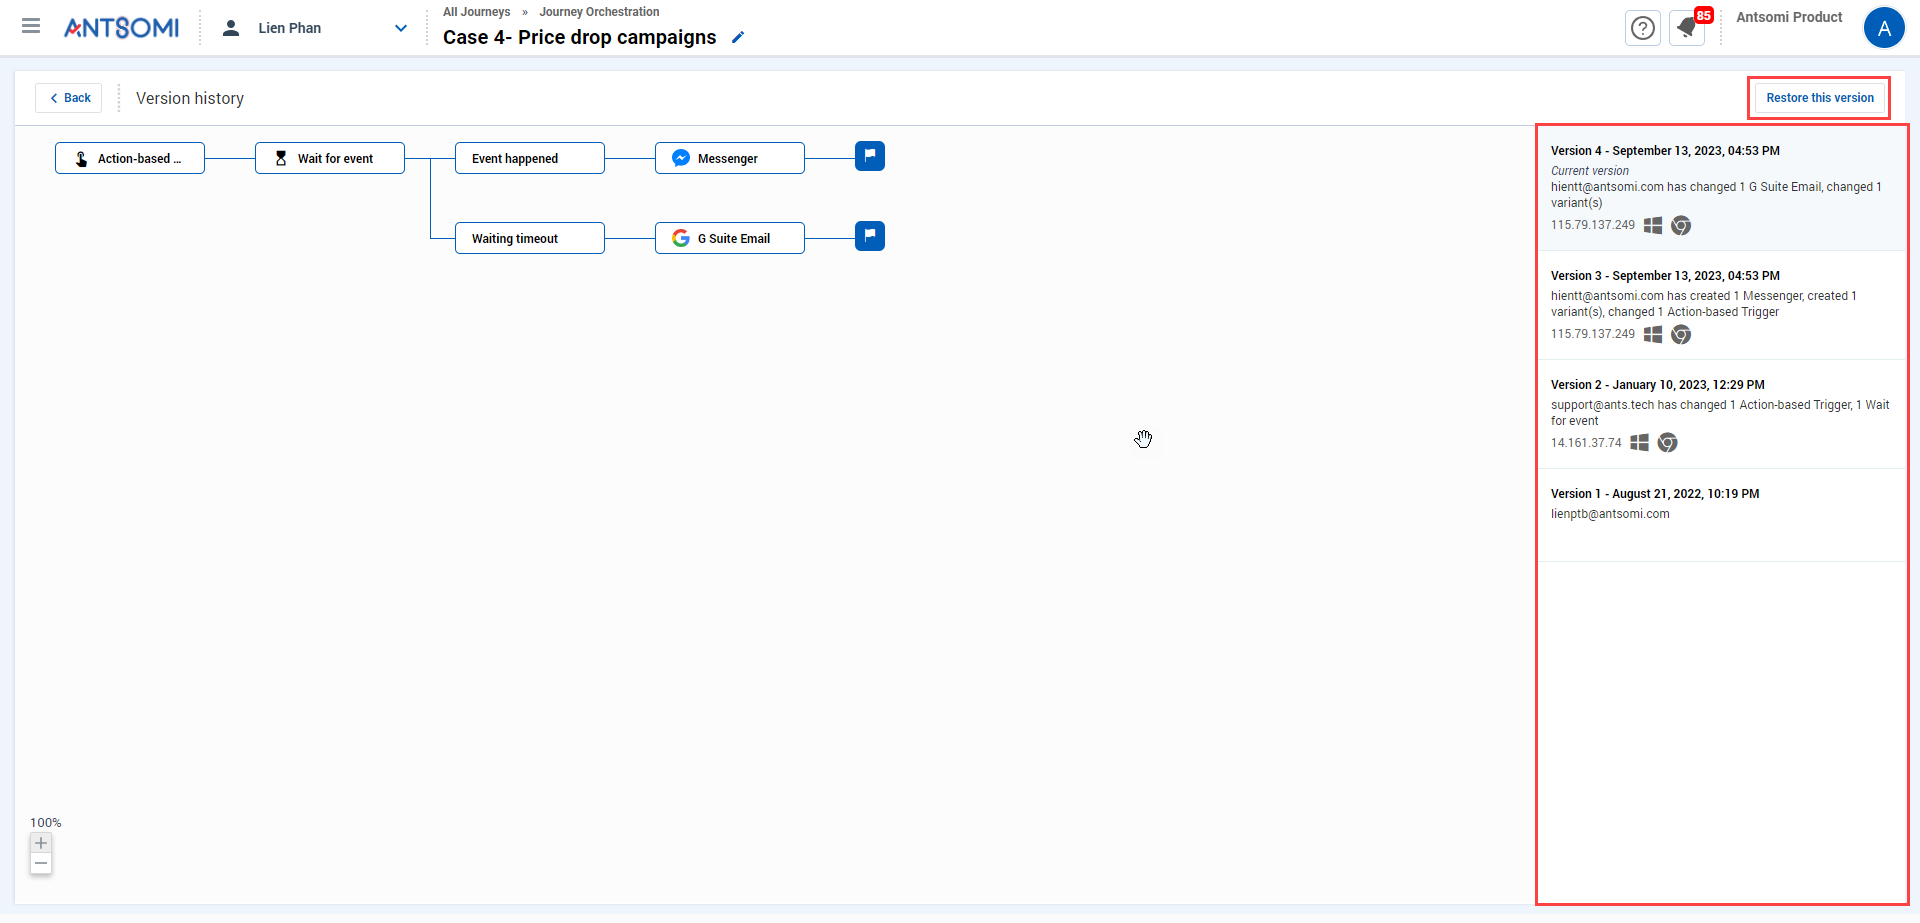 ANTSOMI
Lien Phan
All Journeys » Journey Orchestration
Case 4- Price drop campaigns
85
Antsomi Product
A
Back
Version history
Restore this version
Action-based ...
Wait for event
Event happened
Messenger
Waiting timeout
G Suite Email
Version 4 - September 13, 2023, 04:53 PM
Current version
hientt@antsomi.com has changed 1 G Suite Email, changed 1
variant(s)
115.79.137.249
Version 3 - September 13, 2023, 04:53 PM
hientt@antsomi.com has created 1 Messenger, created 1
variant(s), changed 1 Action-based Trigger
115.79.137.249
Version 2 - January 10, 2023, 12:29 PM
support@ants.tech has changed 1 Action-based Trigger, 1 Wait
for event
14.161.37.74
Version 1 - August 21, 2022, 10:19 PM
lienptb@antsomi.com
100%